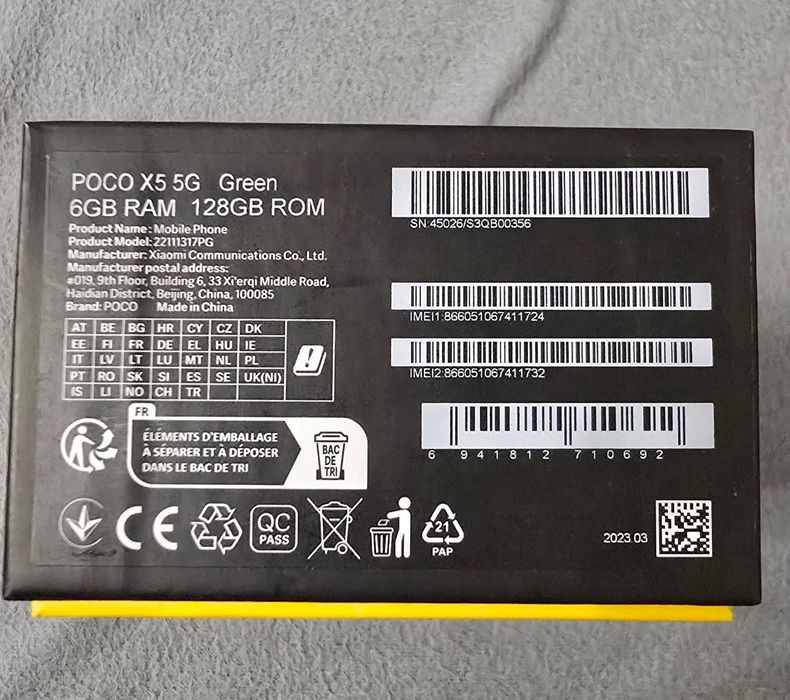 POCO X5 5G Green
6GB RAM 128GB ROM
Product Name: Mobile Phone
Product Model: 22111317PG
Manufacturer: Xiaomi Communications Co., Ltd.
Manufacturer postal address:
#019, 9th Floor, Building 6, 33 Xi'erqi Middle Road,
Haidian District, Beijing, China, 100085
Brand: POCO Made in China
AT BE BG HR CY CZ DK
EE FI FR DE EL HU IE
IT LV LT LU MT NL PL
PT RO SK SI ES SE UK(NI)
IS LI NO CH TR
FR
ÉLÉMENTS D'EMBALLAGE
À SÉPARER ET À DÉPOSER
DANS LE BAC DE TRI
BAC
DE
TRI
CE
QC
PASS
21
PAP
SN:45026/S3QB00356
IMEI1:866051067411724
IMEI2:866051067411732
6 941812 710692
2023.03